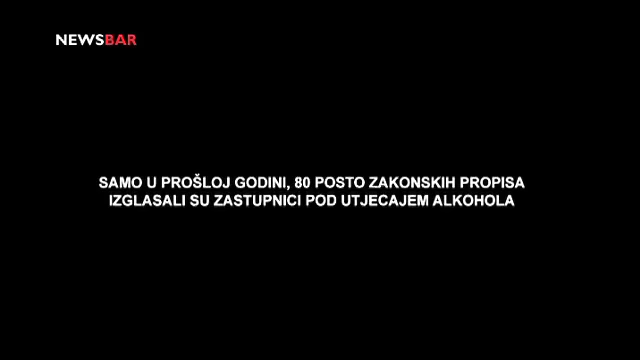 NEWSBAR
SAMO U PROŠLOJ GODINI, 80 POSTO ZAKONSKIH PROPISA
IZGLASALI SU ZASTUPNICI POD UTJECAJEM ALKOHOLA